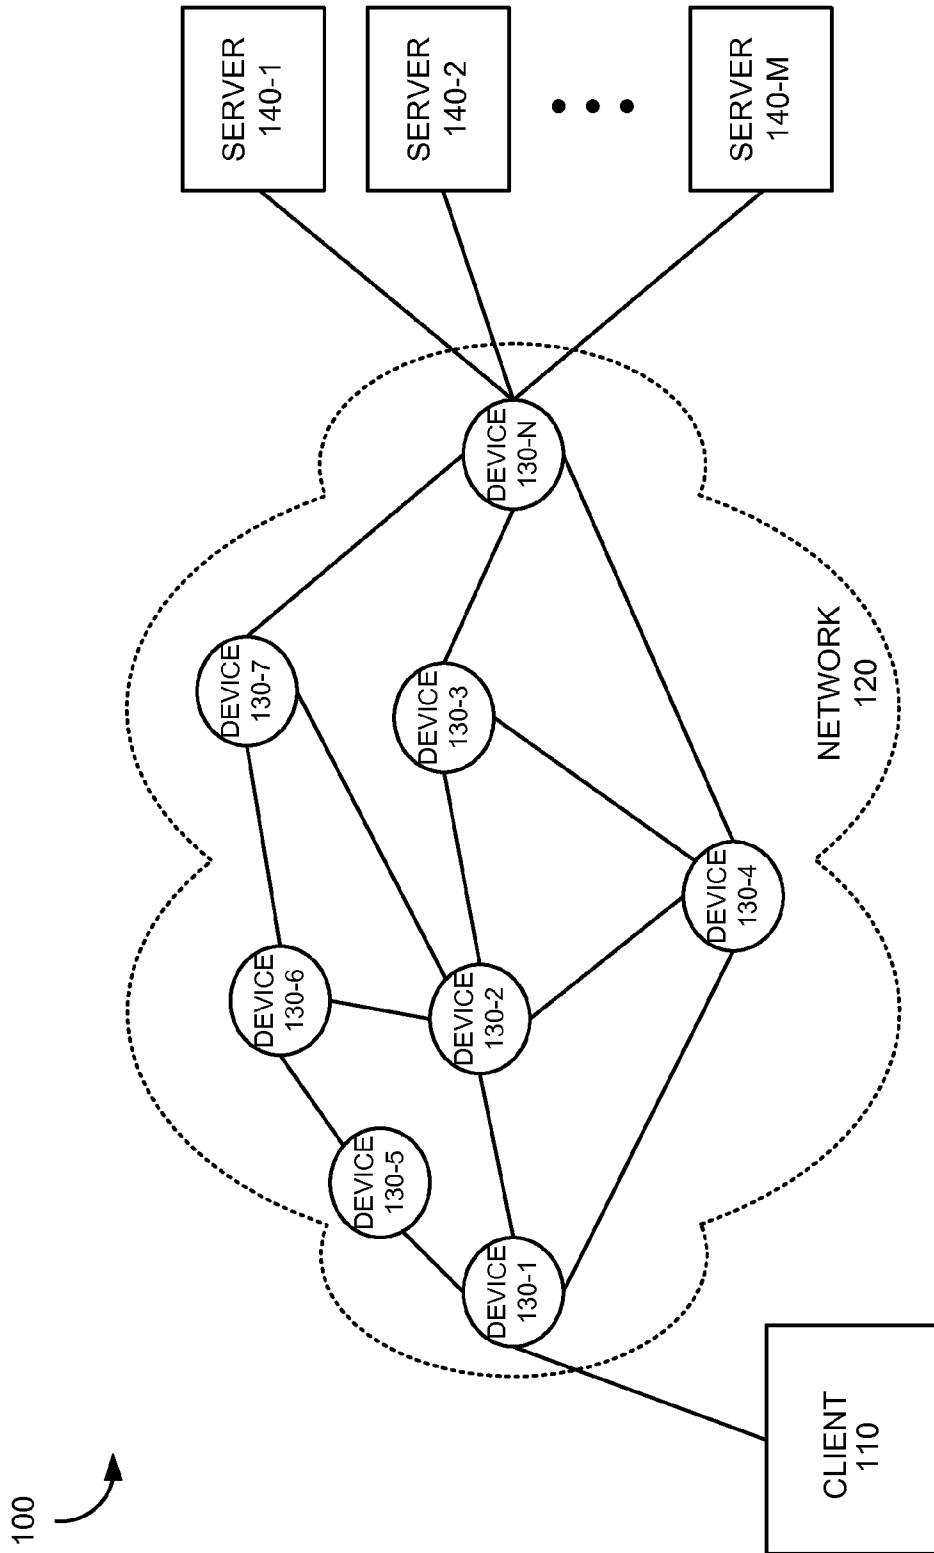 100
CLIENT
110
NETWORK
120
DEVICE
130-1
DEVICE
130-5
DEVICE
130-2
DEVICE
130-6
DEVICE
130-4
DEVICE
130-3
DEVICE
130-7
DEVICE
130-N
SERVER
140-1
SERVER
140-2
SERVER
140-M